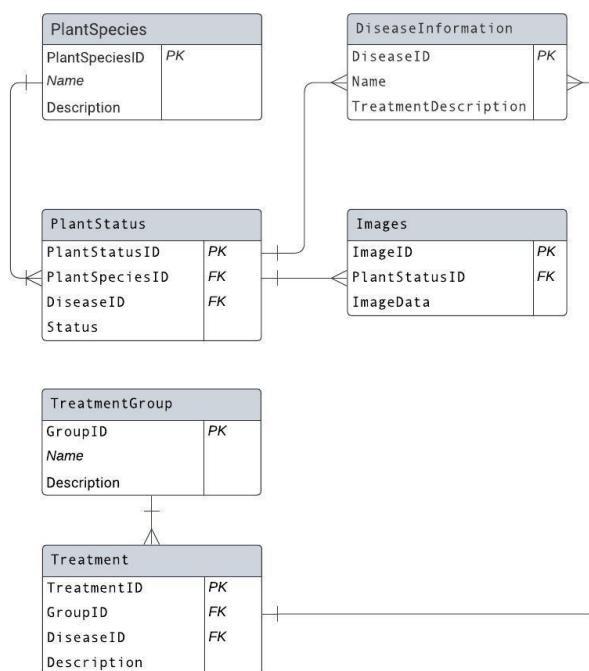 PlantSpecies
PlantSpeciesID PK
Name
Description
DiseaseInformation
DiseaseID PK
Name
TreatmentDescription
PlantStatus
PlantStatusID PK
PlantSpeciesID FK
DiseaseID FK
Status
Images
ImageID PK
PlantStatusID FK
ImageData
TreatmentGroup
GroupID PK
Name
Description
Treatment
TreatmentID PK
GroupID FK
DiseaseID FK
Description